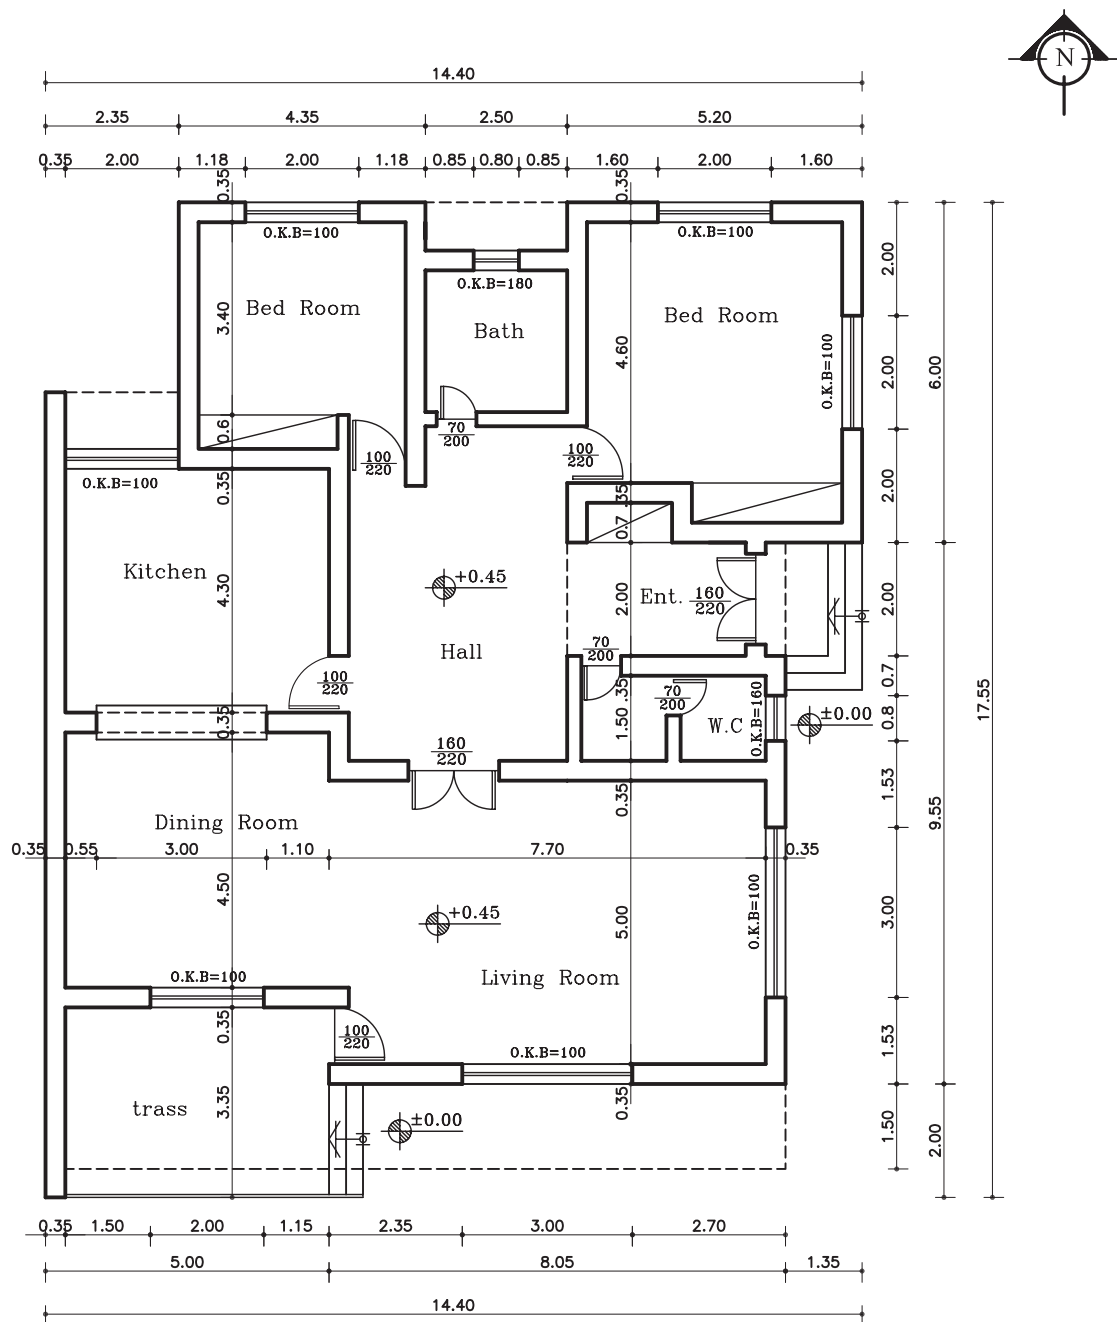 N
14.40
2.35 4.35 2.50 5.20
0.35 2.00 1.18 2.00 1.18 0.85 0.80 0.85 1.60 2.00 1.60
0.35 0.35
O.K.B=100 O.K.B=100
2.00
O.K.B=180
Bed Room Bath Bed Room
3.40 4.60 O.K.B=100 2.00 6.00
0.6 70
200
100
220
100
220
O.K.B=100
0.35 .35 2.00
0.7
Kitchen +0.45
4.30 2.00 Ent. 160
220
2.00
Hall 70
200
100
220
.35 70
200
0.7 17.55
0.35 1.50 W.C O.K.B=160 ±0.00 0.8
160
220
0.35 1.53
Dining Room 9.55
0.35 0.55 3.00 1.10 7.70 0.35
4.50 5.00 O.K.B=100 3.00
+0.45
O.K.B=100 Living Room
0.35 100
220
O.K.B=100 1.53
trass 3.35 0.35 ±0.00 1.50 2.00
0.35 1.50 2.00 1.15 2.35 3.00 2.70
5.00 8.05 1.35
14.40